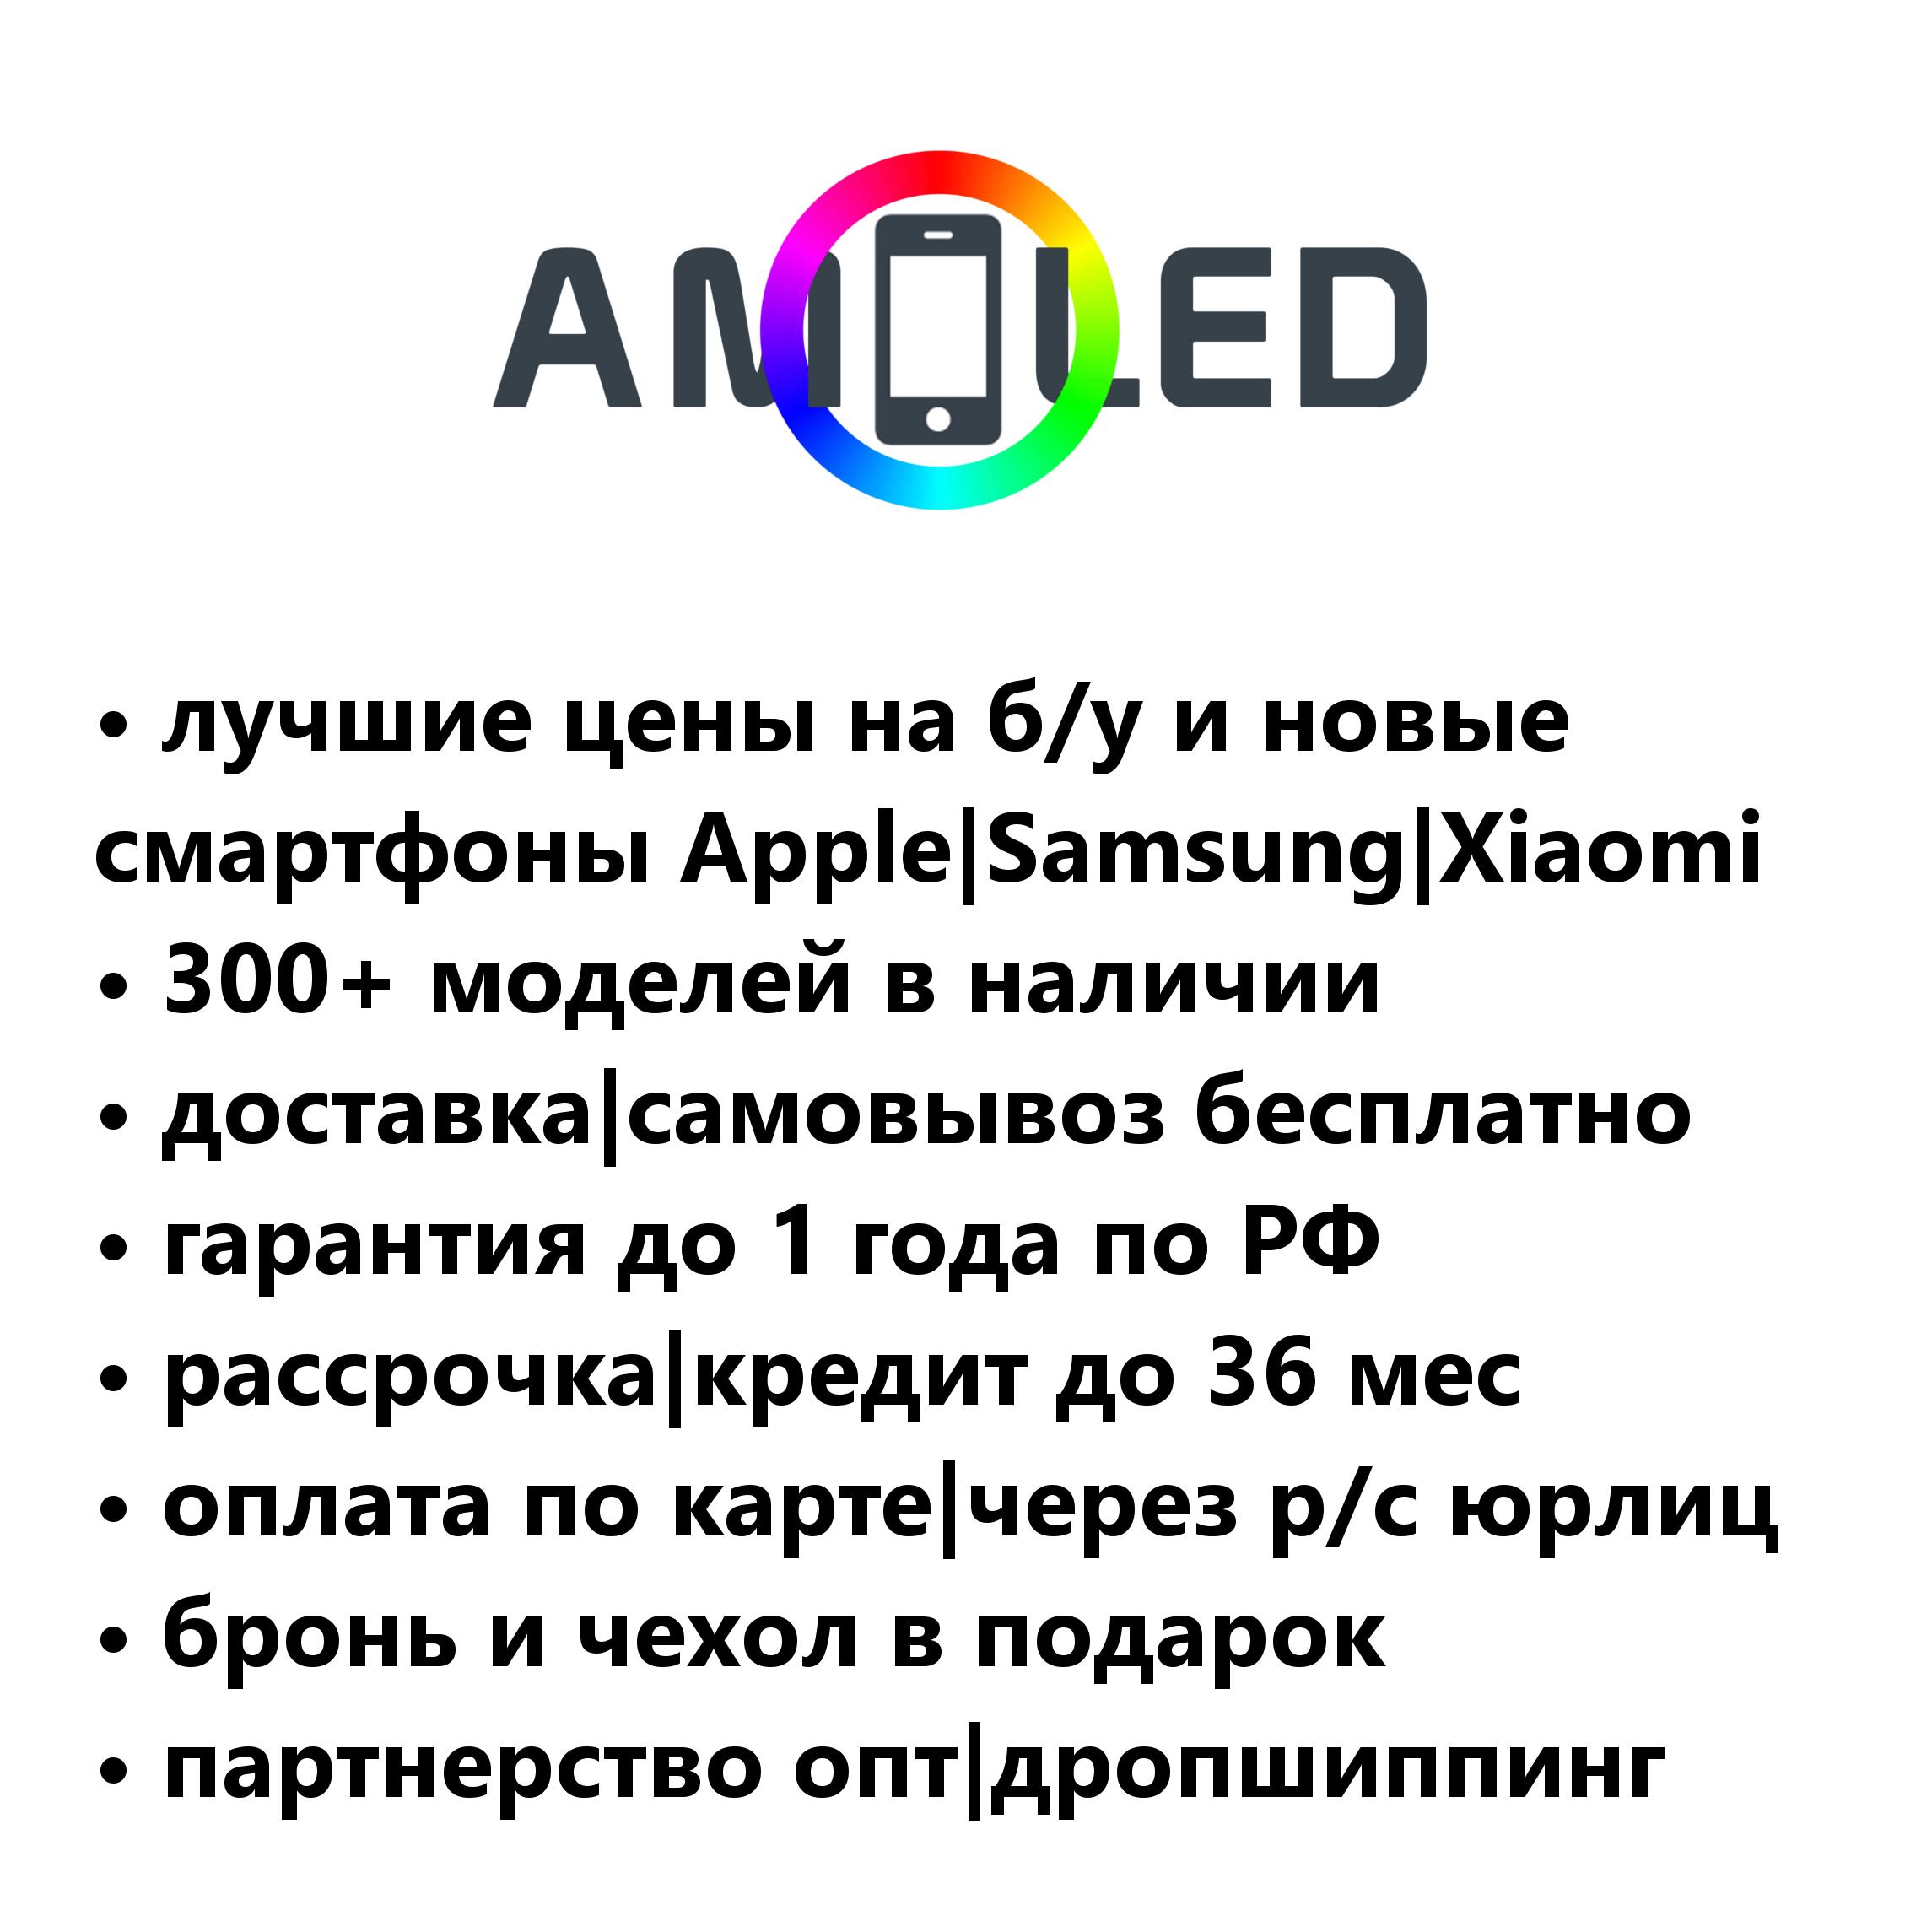 AMOLED
• лучшие цены на б/у и новые
смартфоны Apple|Samsung|Xiaomi
• 300+ моделей в наличии
• доставка|самовывоз бесплатно
• гарантия до 1 года по РФ
• рассрочка|кредит до 36 мес
• оплата по карте|через р/с юрлиц
• бронь и чехол в подарок
• партнерство опт|дропшиппинг